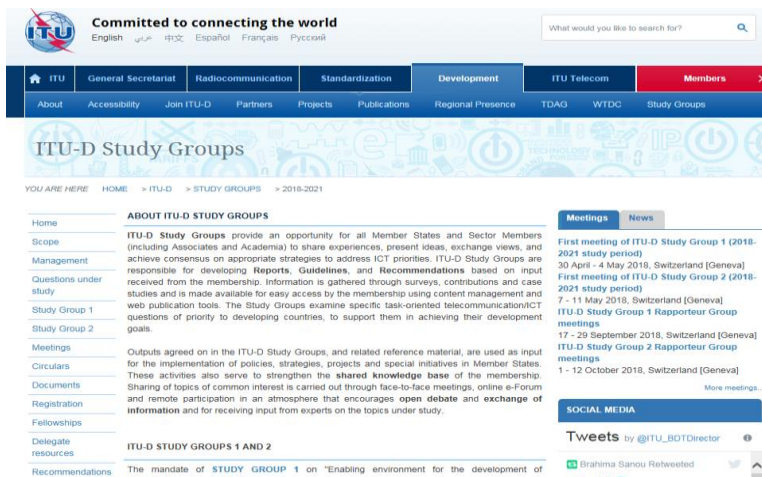 ITU
Committed to connecting the world
English عربي 中文 Español Français Русский
What would you like to search for?
ITU General Secretariat Radiocommunication Standardization Development ITU Telecom Members
About Accessibility Join ITU-D Partners Projects Publications Regional Presence TDAG WTDC Study Groups
ITU-D Study Groups
YOU ARE HERE HOME > ITU-D > STUDY GROUPS > 2018-2021
Home
Scope
Management
Questions under
study
Study Group 1
Study Group 2
Meetings
Circulars
Documents
Registration
Fellowships
Delegate
resources
Recommendations
ABOUT ITU-D STUDY GROUPS
ITU-D Study Groups provide an opportunity for all Member States and Sector Members
(including Associates and Academia) to share experiences, present ideas, exchange views, and
achieve consensus on appropriate strategies to address ICT priorities. ITU-D Study Groups are
responsible for developing Reports, Guidelines, and Recommendations based on input
received from the membership. Information is gathered through surveys, contributions and case
studies and is made available for easy access by the membership using content management and
web publication tools. The Study Groups examine specific task-oriented telecommunication/ICT
questions of priority to developing countries, to support them in achieving their development
goals.
Outputs agreed on in the ITU-D Study Groups, and related reference material, are used as input
for the implementation of policies, strategies, projects and special initiatives in Member States.
These activities also serve to strengthen the shared knowledge base of the membership.
Sharing of topics of common interest is carried out through face-to-face meetings, online e-Forum
and remote participation in an atmosphere that encourages open debate and exchange of
information and for receiving input from experts on the topics under study.
ITU-D STUDY GROUPS 1 AND 2
The mandate of STUDY GROUP 1 on "Enabling environment for the development of
Meetings News
First meeting of ITU-D Study Group 1 (2018-
2021 study period)
30 April - 4 May 2018, Switzerland [Geneva]
First meeting of ITU-D Study Group 2 (2018-
2021 study period)
7 - 11 May 2018, Switzerland [Geneva]
ITU-D Study Group 1 Rapporteur Group
meetings
17 - 29 September 2018, Switzerland [Geneva]
ITU-D Study Group 2 Rapporteur Group
meetings
1 - 12 October 2018, Switzerland [Geneva]
More meetings..
SOCIAL MEDIA
Tweets by @ITU_BDTDirector
Brahima Sanou Retweeted